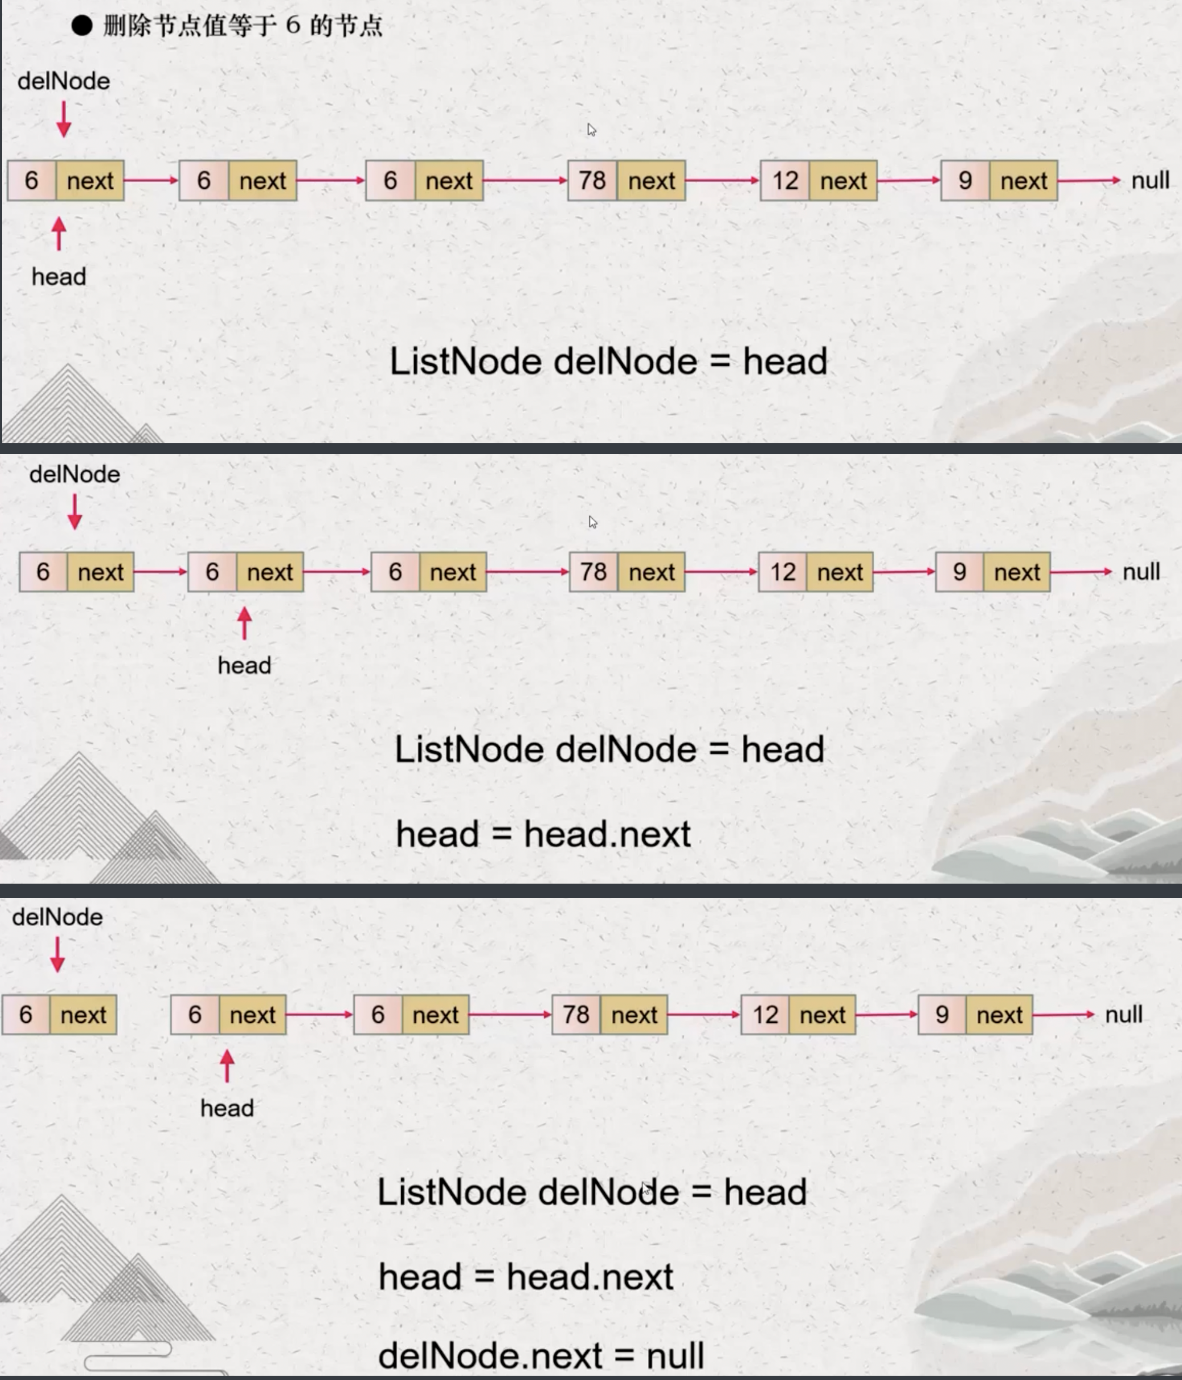 ● 删除节点值等于 6 的节点
delNode
6 next 6 next 6 next 78 next 12 next 9 next null
head
ListNode delNode = head
delNode
6 next 6 next 6 next 78 next 12 next 9 next null
head
ListNode delNode = head
head = head.next
delNode
6 next 6 next 6 next 78 next 12 next 9 next null
head
ListNode delNode = head
head = head.next
delNode.next = null